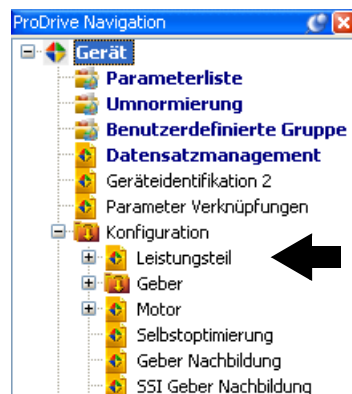 ProDrive Navigation
Gerät
Parameterliste
Umnormierung
Benutzerdefinierte Gruppe
Datensatzmanagement
Geräteidentifikation 2
Parameter Verknüpfungen
Konfiguration
Leistungsteil
Geber
Motor
Selbstoptimierung
Geber Nachbildung
SSI Geber Nachbildung